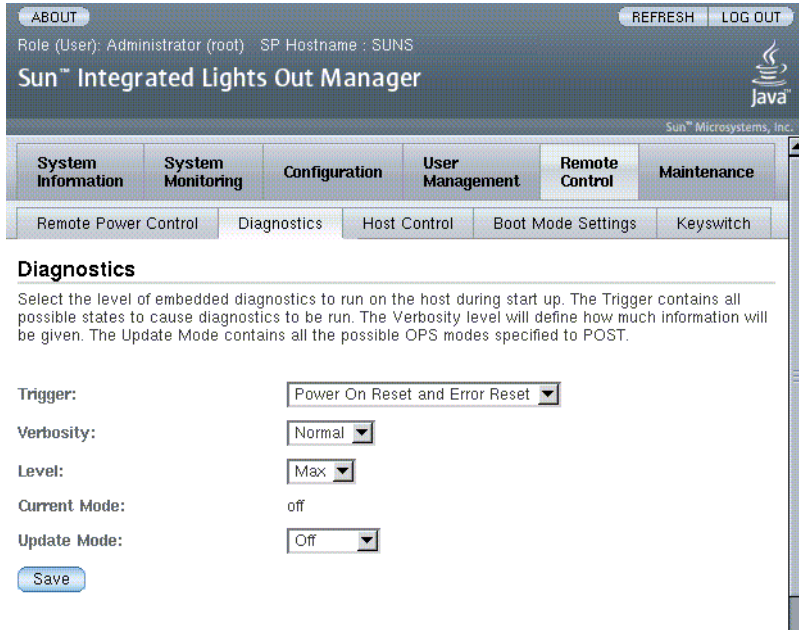 ABOUT
REFRESH
LOG OUT
Role (User): Administrator (root) SP Hostname : SUNS
Sun™ Integrated Lights Out Manager
Java™
Sun™ Microsystems, Inc.
System Information
System Monitoring
Configuration
User Management
Remote Control
Maintenance
Remote Power Control
Diagnostics
Host Control
Boot Mode Settings
Keyswitch
Diagnostics
Select the level of embedded diagnostics to run on the host during start up. The Trigger contains all
possible states to cause diagnostics to be run. The Verbosity level will define how much information will
be given. The Update Mode contains all the possible OPS modes specified to POST.
Trigger: Power On Reset and Error Reset
Verbosity: Normal
Level: Max
Current Mode: off
Update Mode: Off
Save